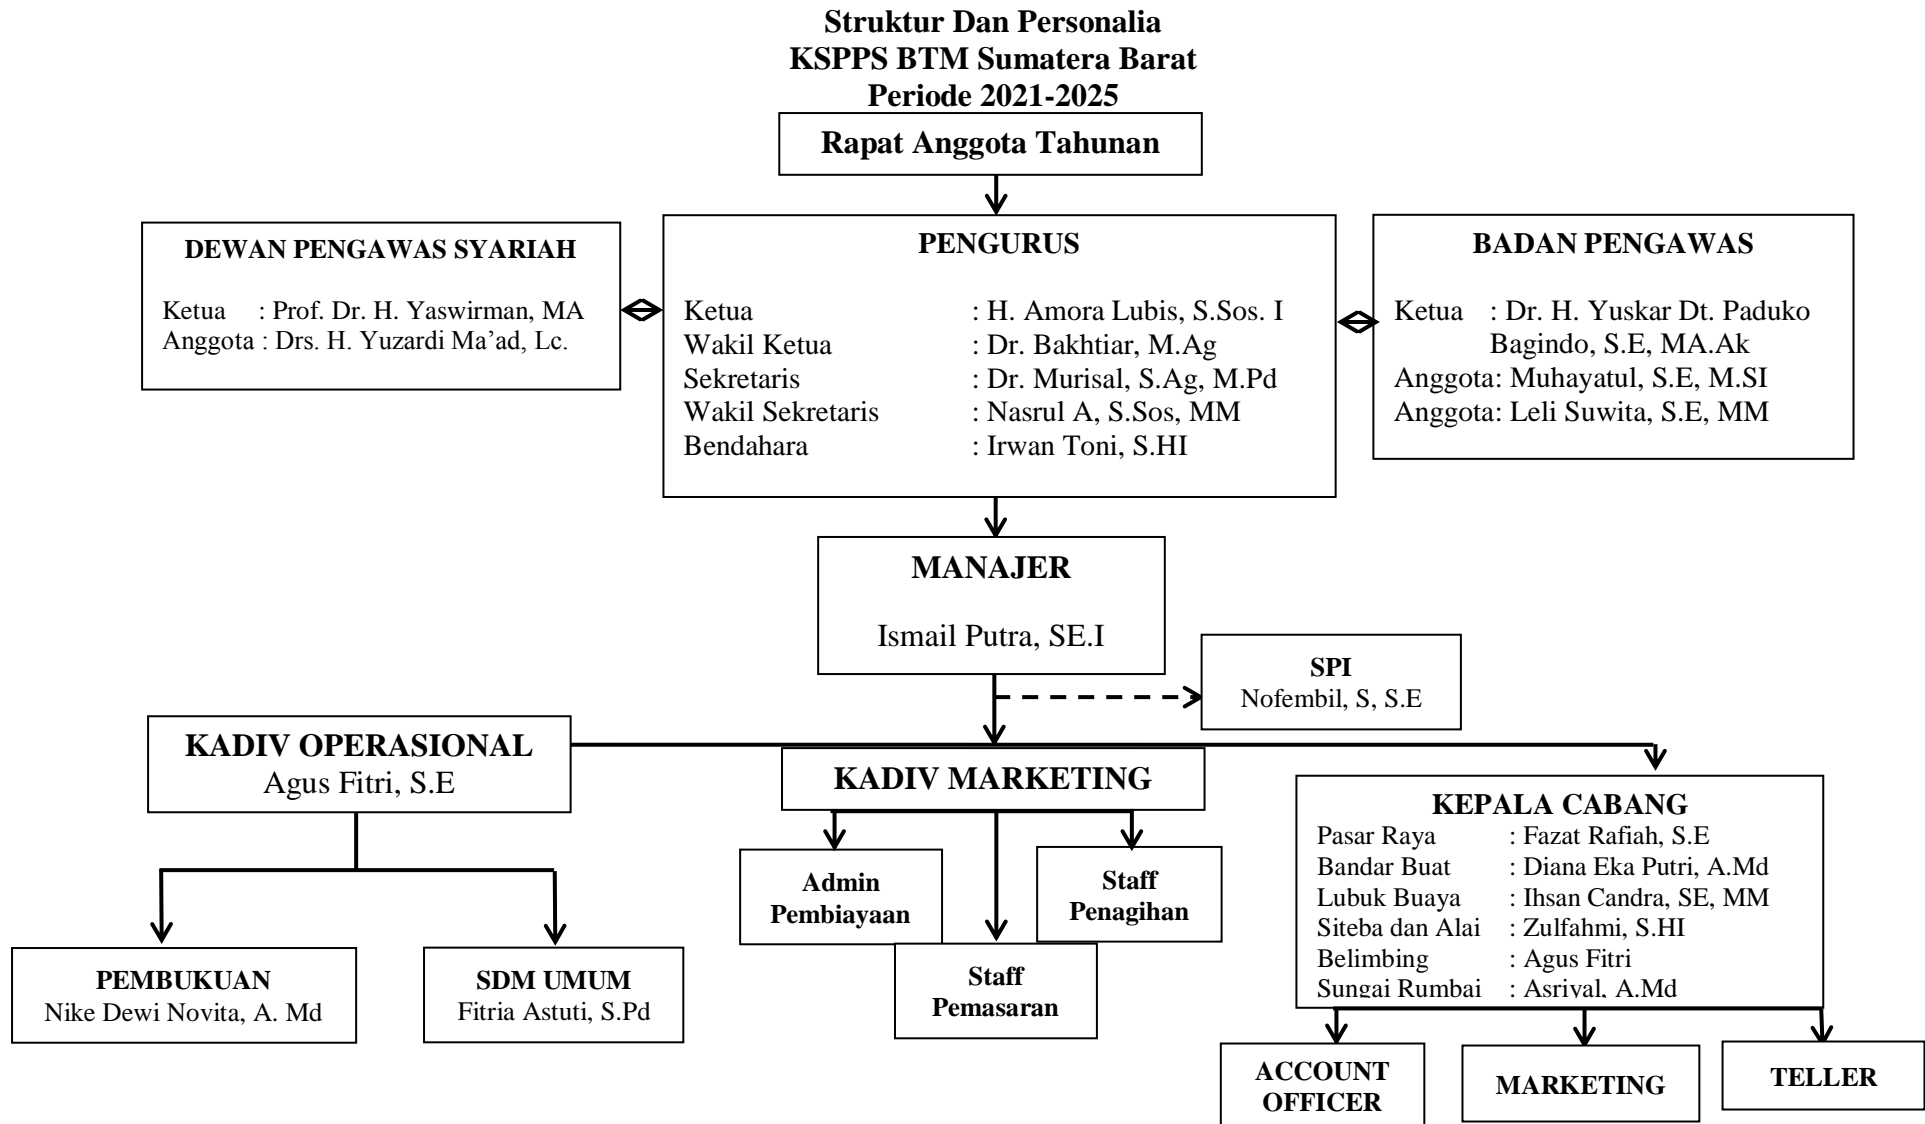 Struktur Dan Personalia
KSPPS BTM Sumatera Barat
Periode 2021-2025
Rapat Anggota Tahunan
DEWAN PENGAWAS SYARIAH
Ketua : Prof. Dr. H. Yaswirman, MA
Anggota : Drs. H. Yuzardi Ma’ad, Lc.
PENGURUS
Ketua : H. Amora Lubis, S.Sos. I
Wakil Ketua : Dr. Bakhtiar, M.Ag
Sekretaris : Dr. Murisal, S.Ag, M.Pd
Wakil Sekretaris : Nasrul A, S.Sos, MM
Bendahara : Irwan Toni, S.HI
BADAN PENGAWAS
Ketua : Dr. H. Yuskar Dt. Paduko
Bagindo, S.E, MA.Ak
Anggota: Muhayatul, S.E, M.SI
Anggota: Leli Suwita, S.E, MM
MANAJER
Ismail Putra, SE.I
SPI
Nofembil, S, S.E
KADIV OPERASIONAL
Agus Fitri, S.E
KADIV MARKETING
KEPALA CABANG
Pasar Raya : Fazat Rafiah, S.E
Bandar Buat : Diana Eka Putri, A.Md
Lubuk Buaya : Ihsan Candra, SE, MM
Siteba dan Alai : Zulfahmi, S.HI
Belimbing : Agus Fitri
Sungai Rumbai : Asrival, A.Md
Admin
Pembiayaan
Staff
Penagihan
Staff
Pemasaran
PEMBUKUAN
Nike Dewi Novita, A. Md
SDM UMUM
Fitria Astuti, S.Pd
ACCOUNT
OFFICER
MARKETING
TELLER